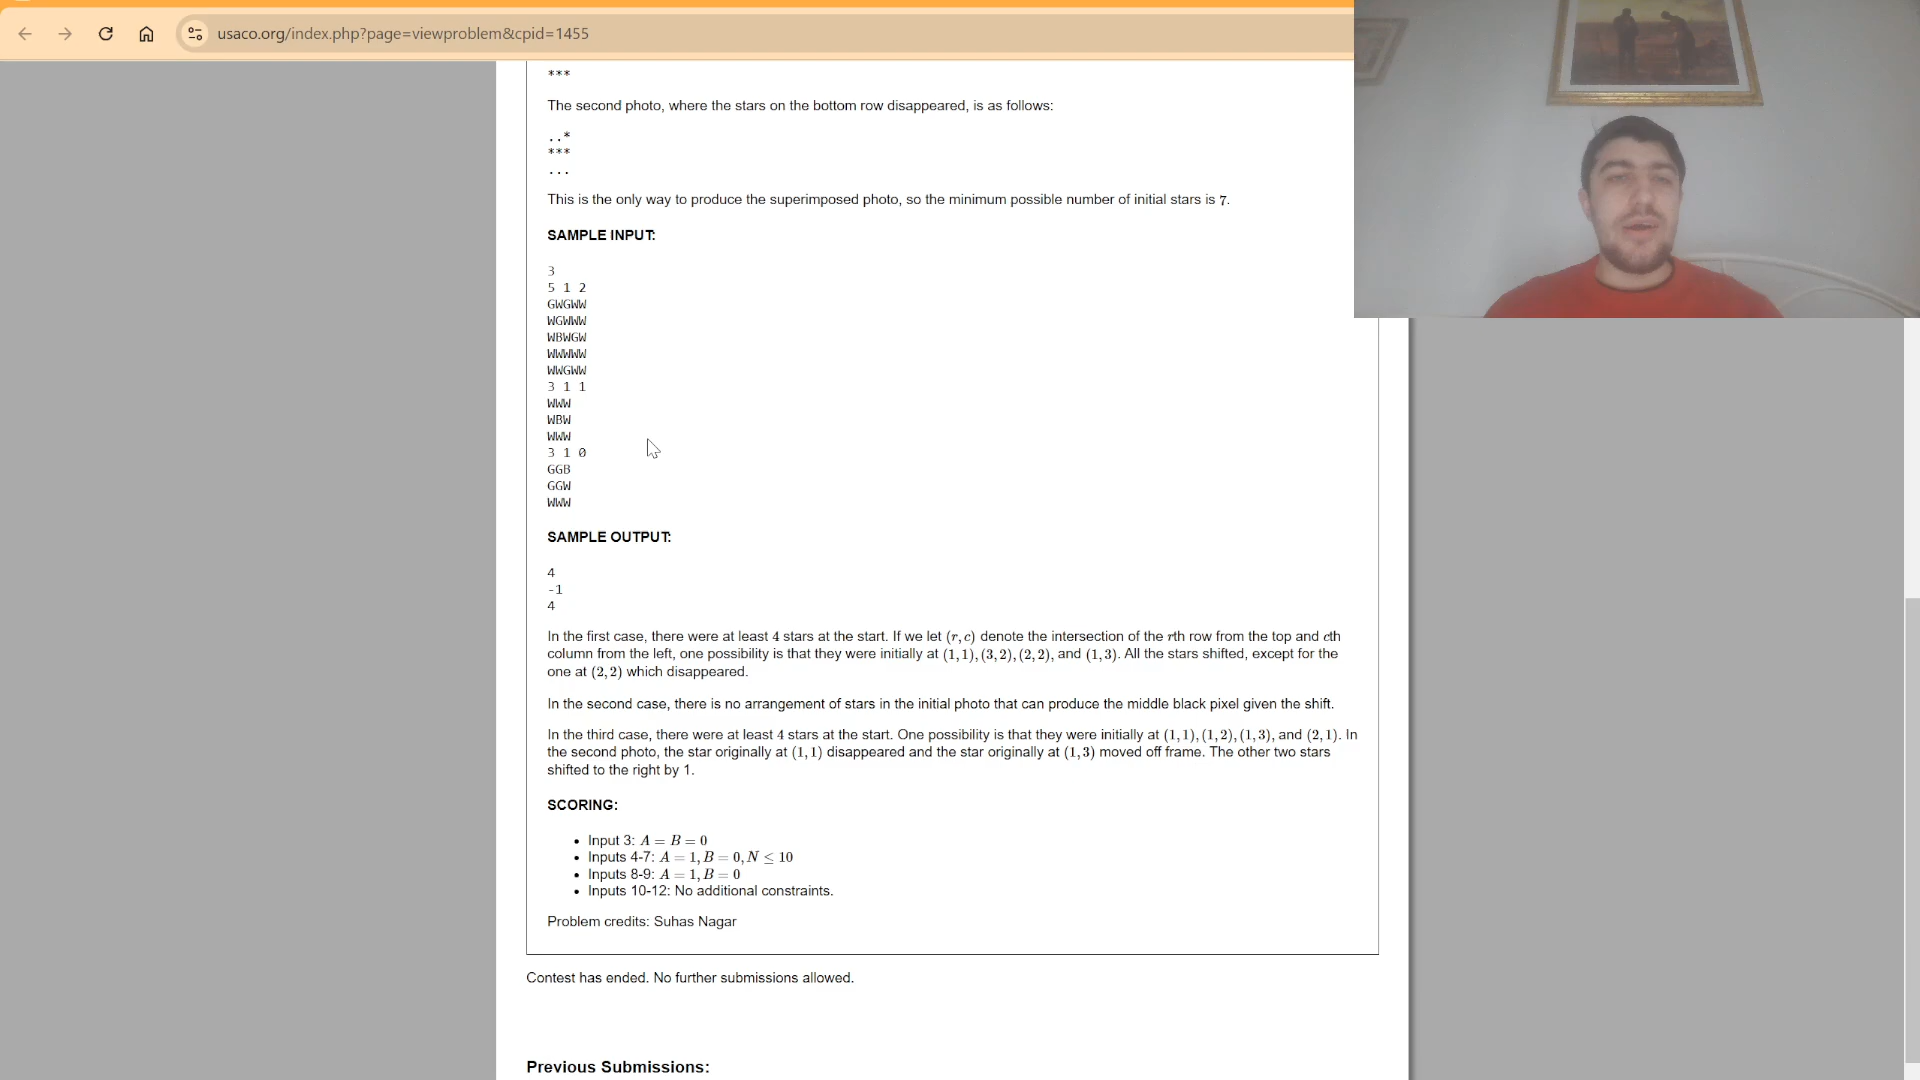 usaco.org/index.php?page=viewproblem&cpid=1455
***
The second photo, where the stars on the bottom row disappeared, is as follows:
..*
***
...
This is the only way to produce the superimposed photo, so the minimum possible number of initial stars is 7.
SAMPLE INPUT:
3
5 1 2
GWGWW
WGWWW
WBWGW
WWWWW
WWGWW
3 1 1
WWW
WBW
WWW
3 1 0
GGB
GGW
WWW
SAMPLE OUTPUT:
4
-1
4
In the first case, there were at least 4 stars at the start. If we let (r, c) denote the intersection of the rth row from the top and cth
column from the left, one possibility is that they were initially at (1, 1), (3, 2), (2, 2), and (1, 3). All the stars shifted, except for the
one at (2, 2) which disappeared.
In the second case, there is no arrangement of stars in the initial photo that can produce the middle black pixel given the shift.
In the third case, there were at least 4 stars at the start. One possibility is that they were initially at (1, 1), (1, 2), (1, 3), and (2, 1). In
the second photo, the star originally at (1, 1) disappeared and the star originally at (1, 3) moved off frame. The other two stars
shifted to the right by 1.
SCORING:
• Input 3: A = B = 0
• Inputs 4-7: A = 1, B = 0, N ≤ 10
• Inputs 8-9: A = 1, B = 0
• Inputs 10-12: No additional constraints.
Problem credits: Suhas Nagar
Contest has ended. No further submissions allowed.
Previous Submissions: